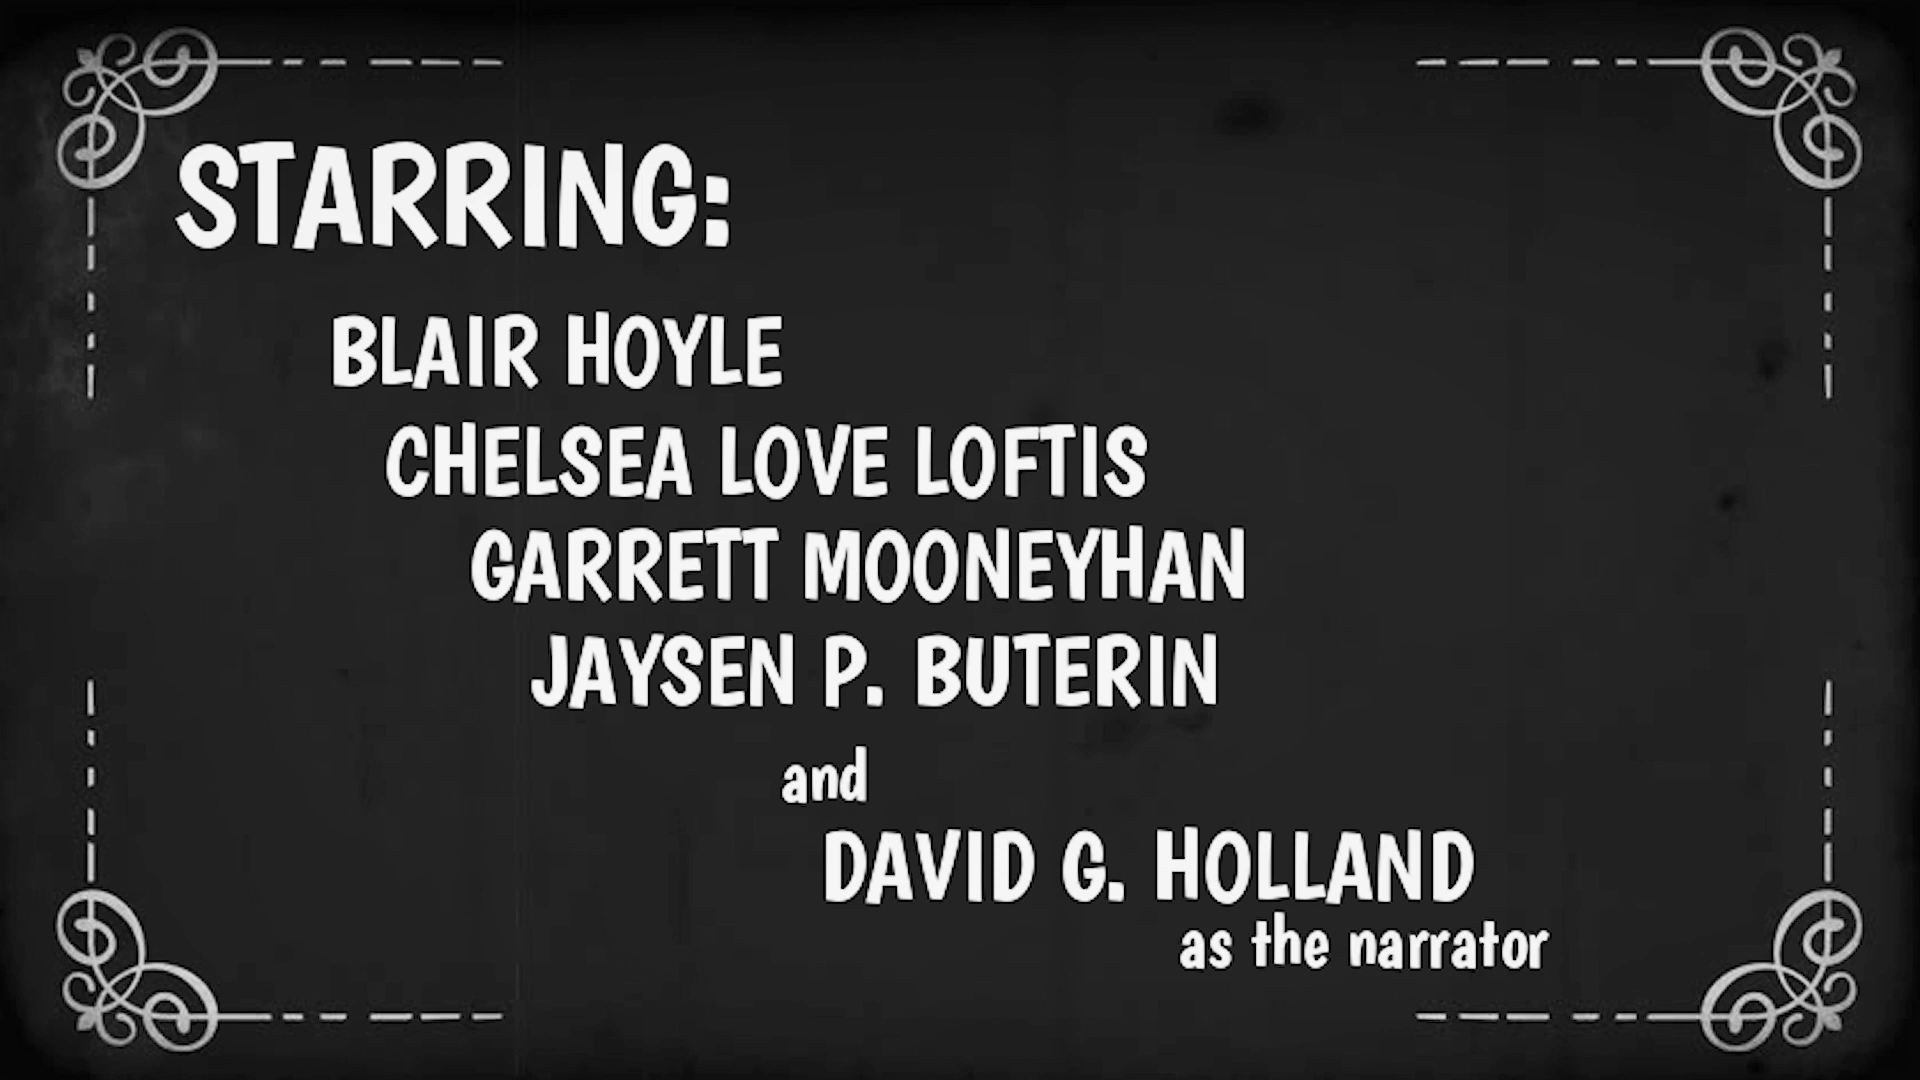 STARRING:
BLAIR HOYLE
CHELSEA LOVE LOFTIS
GARRETT MOONEYHAN
JAYSEN P. BUTERIN
and
DAVID G. HOLLAND
as the narrator